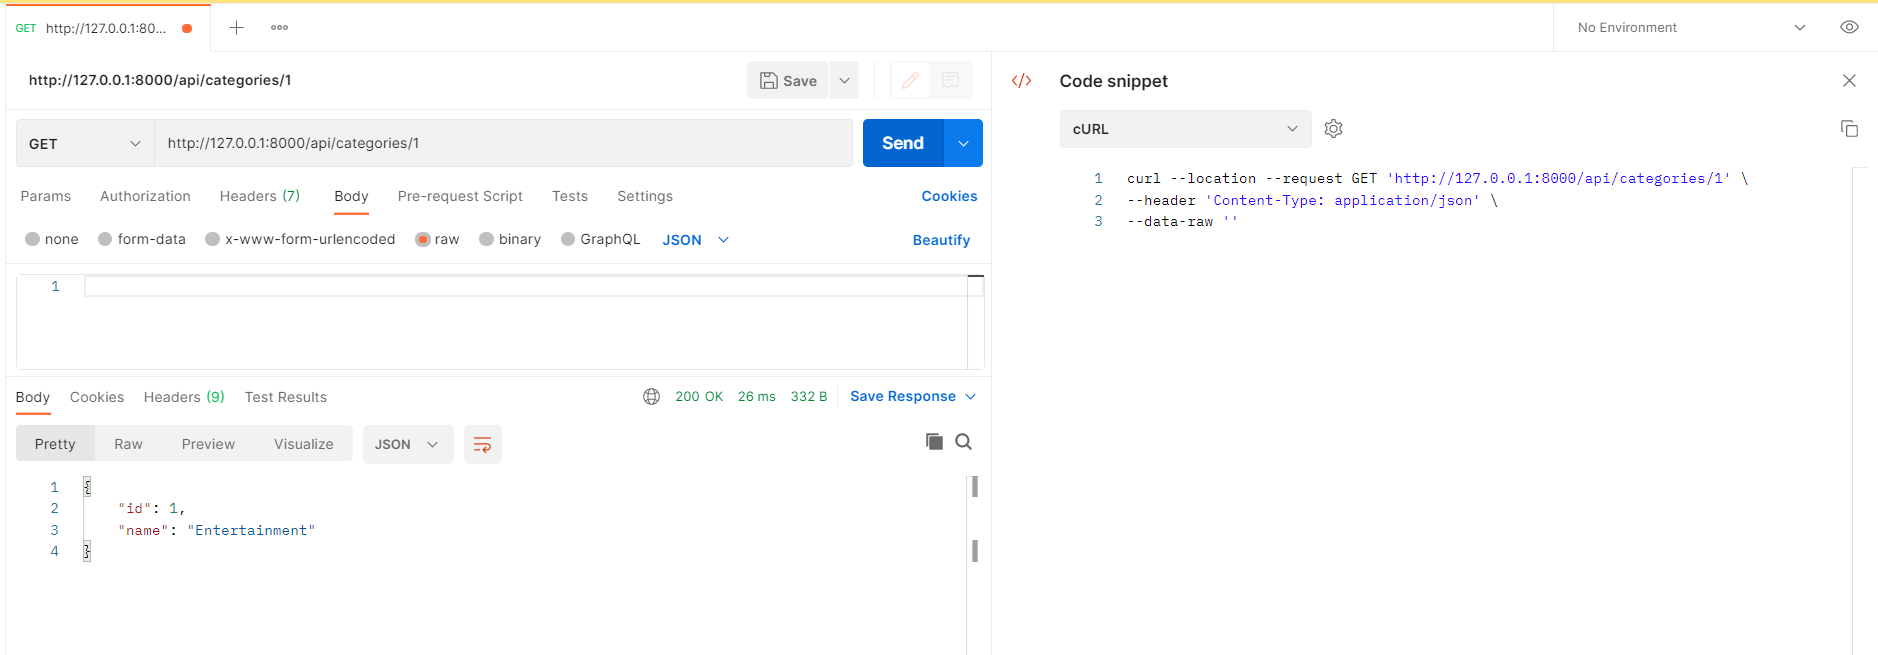 GET http://127.0.0.1:80...
No Environment
http://127.0.0.1:8000/api/categories/1
Save
GET
http://127.0.0.1:8000/api/categories/1
Send
Params Authorization Headers (7) Body Pre-request Script Tests Settings Cookies
none form-data x-www-form-urlencoded raw binary GraphQL JSON Beautify
1
Body Cookies Headers (9) Test Results 200 OK 26 ms 332 B Save Response
Pretty Raw Preview Visualize JSON
1 {
2 "id": 1,
3 "name": "Entertainment"
4 }
</> Code snippet
cURL
1 curl --location --request GET 'http://127.0.0.1:8000/api/categories/1' \
2 --header 'Content-Type: application/json' \
3 --data-raw ''